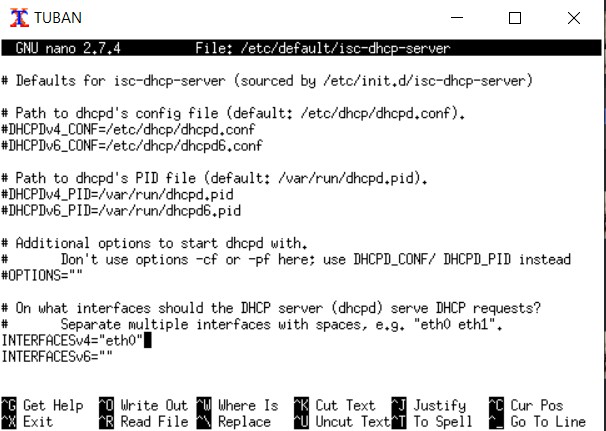 TUBAN
GNU nano 2.7.4 File: /etc/default/isc-dhcp-server
# Defaults for isc-dhcp-server (sourced by /etc/init.d/isc-dhcp-server)
# Path to dhcpd's config file (default: /etc/dhcp/dhcpd.conf).
#DHCPDv4_CONF=/etc/dhcp/dhcpd.conf
#DHCPDv6_CONF=/etc/dhcp/dhcpd6.conf
# Path to dhcpd's PID file (default: /var/run/dhcpd.pid).
#DHCPDv4_PID=/var/run/dhcpd.pid
#DHCPDv6_PID=/var/run/dhcpd6.pid
# Additional options to start dhcpd with.
#       Don't use options -cf or -pf here; use DHCPD_CONF/ DHCPD_PID instead
#OPTIONS=""
# On what interfaces should the DHCP server (dhcpd) serve DHCP requests?
#       Separate multiple interfaces with spaces, e.g. "eth0 eth1".
INTERFACESv4="eth0"
INTERFACESv6=""
^G Get Help ^O Write Out ^W Where Is ^K Cut Text ^J Justify ^C Cur Pos
^X Exit ^R Read File ^\ Replace ^U Uncut Text ^T To Spell ^_ Go To Line